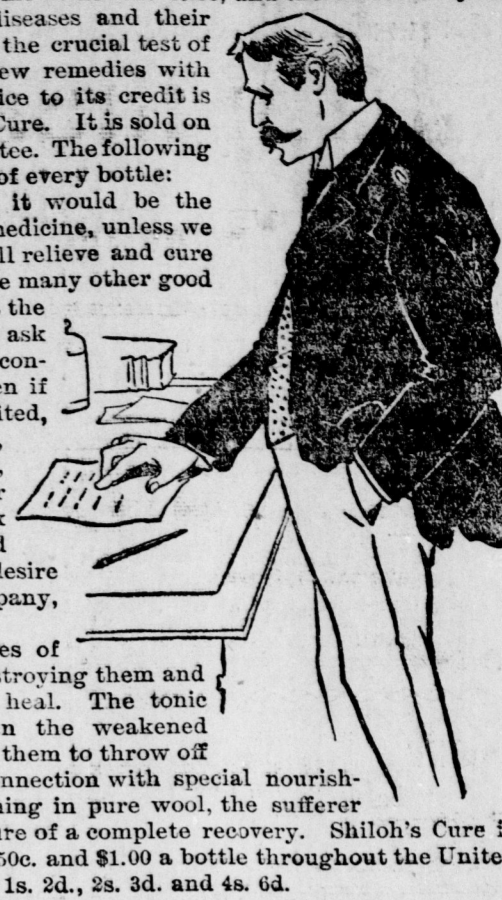 diseases and their
the crucial test of
ew remedies with
ice to its credit is
Cure. It is sold on
tee. The following
of every bottle:
it would be the
medicine, unless we
ll relieve and cure
e many other good
the
ask
con-
en if
ited,
r
d
desire
pany,
es of
stroying them and
heal. The tonic
n the weakened
them to throw off
nnection with special nourish-
ning in pure wool, the sufferer
ure of a complete recovery. Shiloh's Cure i
50c. and $1.00 a bottle throughout the Unite
1s. 2d., 2s. 3d. and 4s. 6d.